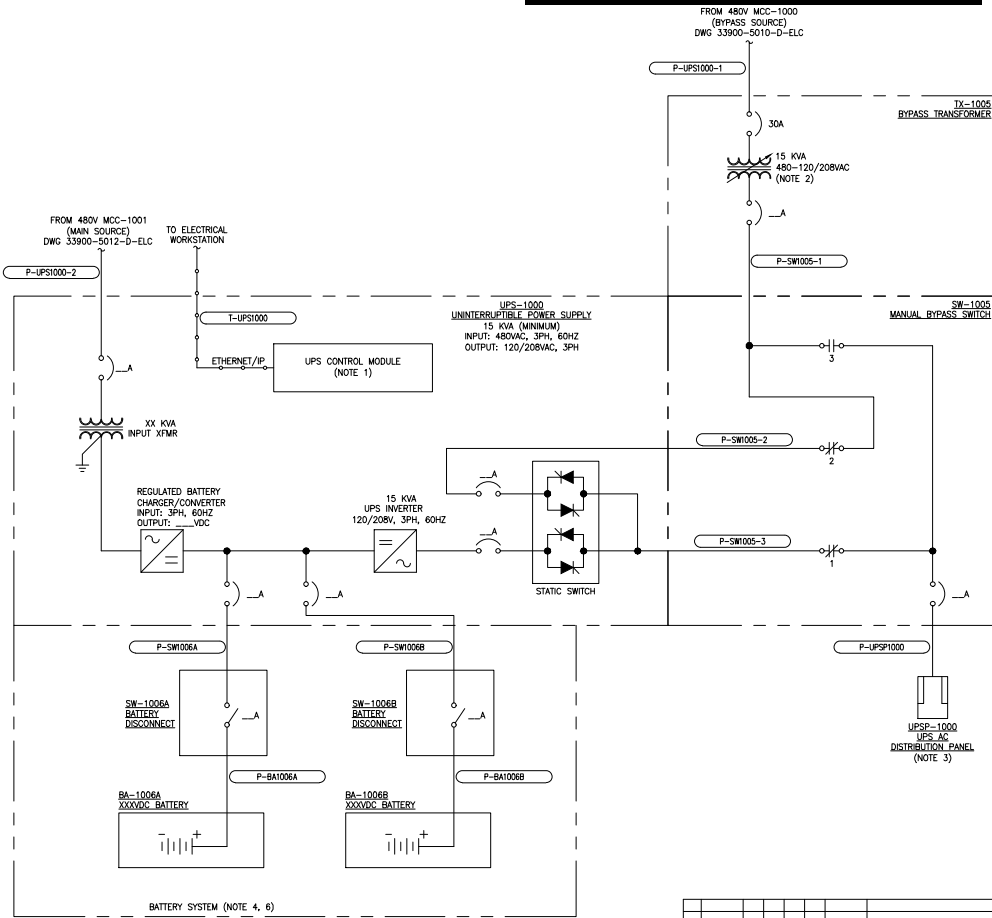 FROM 480V MCC-1000
(BYPASS SOURCE)
DWG 33900-5010-D-ELC
P-UPS1000-1
TX-1005
BYPASS TRANSFORMER
30A
15 KVA
480-120/208VAC
(NOTE 2)
__A
P-SW1005-1
FROM 480V MCC-1001
(MAIN SOURCE)
DWG 33900-5012-D-ELC
TO ELECTRICAL
WORKSTATION
P-UPS1000-2
T-UPS1000
UPS-1000
UNINTERRUPTIBLE POWER SUPPLY
15 KVA (MINIMUM)
INPUT: 480VAC, 3PH, 60HZ
OUTPUT: 120/208VAC, 3PH
SW-1005
MANUAL BYPASS SWITCH
ETHERNET/IP
UPS CONTROL MODULE
(NOTE 1)
__A
3
XX KVA
INPUT XFMR
P-SW1005-2
2
REGULATED BATTERY
CHARGER/CONVERTER
INPUT: 3PH, 60HZ
OUTPUT: ___VDC
15 KVA
UPS INVERTER
120/208V, 3PH, 60HZ
__A
__A
P-SW1005-3
1
STATIC SWITCH
__A
__A
__A
P-SW1006A
P-SW1006B
P-UPSP1000
SW-1006A
BATTERY
DISCONNECT
__A
SW-1006B
BATTERY
DISCONNECT
__A
UPSP-1000
UPS AC
DISTRIBUTION PANEL
(NOTE 3)
P-BA1006A
P-BA1006B
BA-1006A
XXXVDC BATTERY
BA-1006B
XXXVDC BATTERY
- +
- +
BATTERY SYSTEM (NOTE 4, 6)